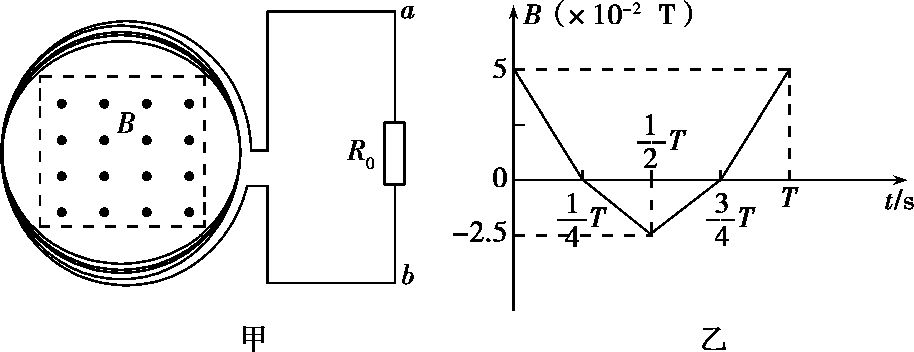 a
B
R₀
b
甲
B（× 10⁻² T）
5
1/2 T
0
1/4 T
3/4 T
T
t/s
−2.5
乙